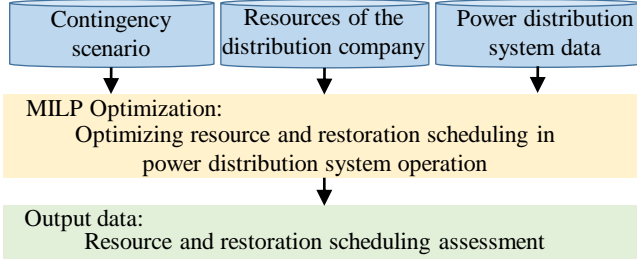 Contingency
scenario
Resources of the
distribution company
Power distribution
system data
MILP Optimization:
Optimizing resource and restoration scheduling in
power distribution system operation
Output data:
Resource and restoration scheduling assessment